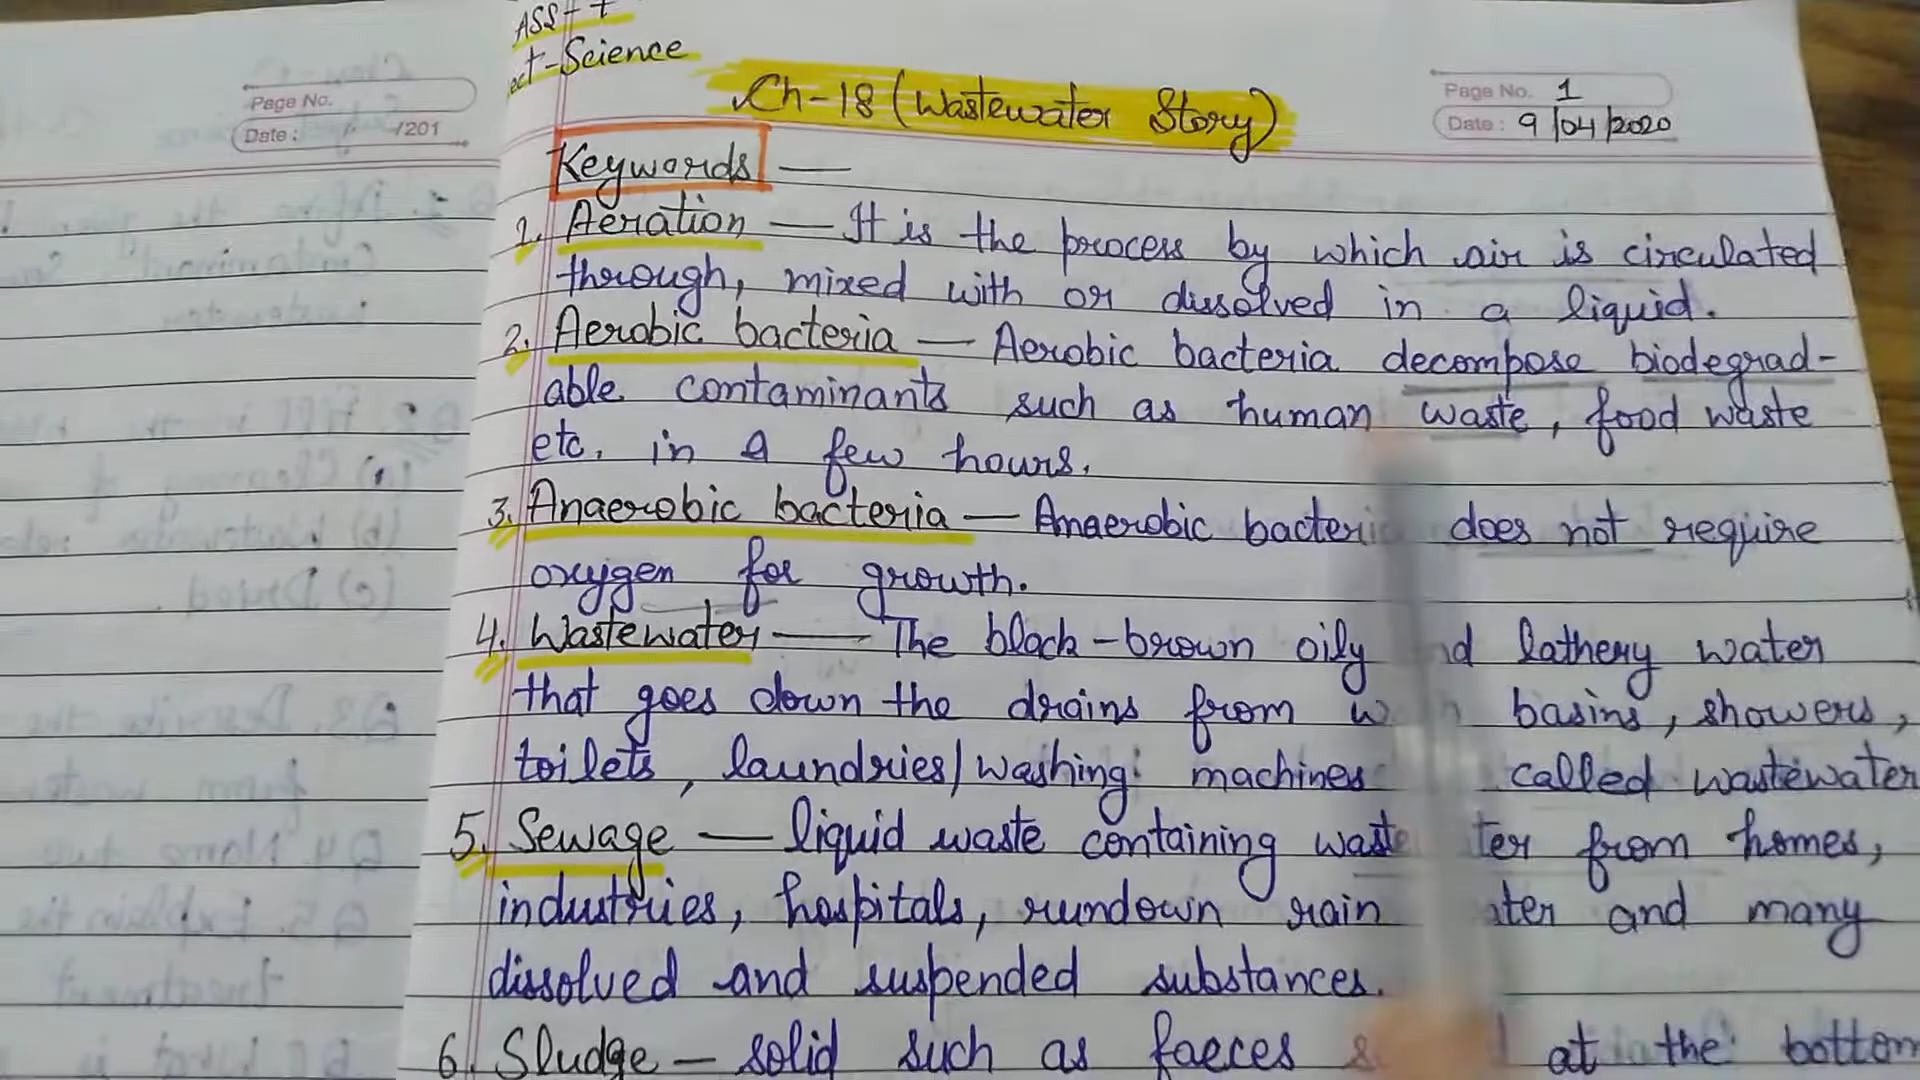 ASS- 7
ect-Science
Ch-18 (Wastewater Story)
Page No. 1
Date: 9/04/2020
Page No.
Date: /201
Keywords —
1. Aeration — It is the process by which air is circulated
through, mixed with or dissolved in a liquid.
2. Aerobic bacteria — Aerobic bacteria decompose biodegrad-
able contaminants such as human waste, food waste
etc. in a few hours.
3. Anaerobic bacteria — Anaerobic bacteri does not require
oxygen for growth.
4. Wastewater — The black-brown oily nd lathery water
that goes down the drains from basins, showers,
toilets, laundries/washing machines called wastewater
5. Sewage — liquid waste containing waste ter from homes,
industries, hospitals, rundown rain ater and many
dissolved and suspended substances.
6. Sludge — solid such as faeces at the bottom